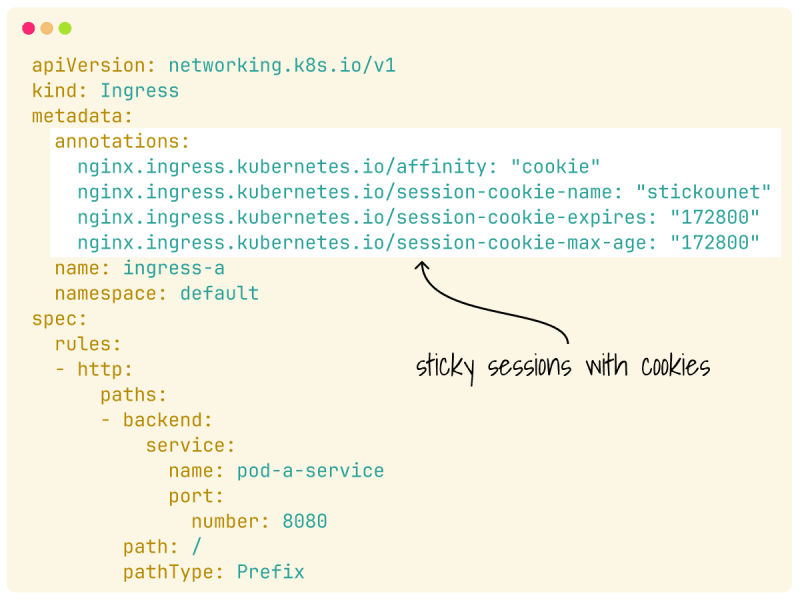 apiVersion: networking.k8s.io/v1
kind: Ingress
metadata:
  annotations:
    nginx.ingress.kubernetes.io/affinity: "cookie"
    nginx.ingress.kubernetes.io/session-cookie-name: "stickounet"
    nginx.ingress.kubernetes.io/session-cookie-expires: "172800"
    nginx.ingress.kubernetes.io/session-cookie-max-age: "172800"
  name: ingress-a
  namespace: default
spec:
  rules:
  - http:
      paths:
      - backend:
          service:
            name: pod-a-service
            port:
              number: 8080
        path: /
        pathType: Prefix
sticky sessions with cookies